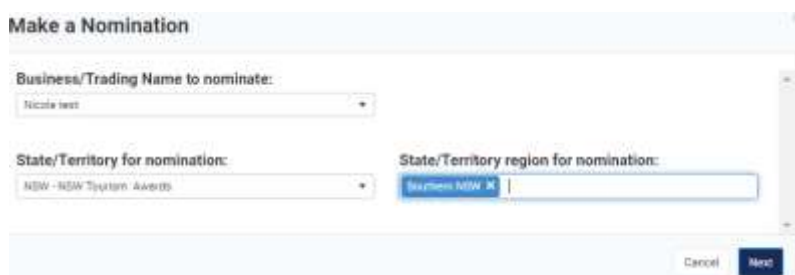 Make a Nomination
Business/Trading Name to nominate:
Nicole test
State/Territory for nomination:
State/Territory region for nomination:
NSW - NSW Tourism Awards
Southern NSW ×
Cancel
Next